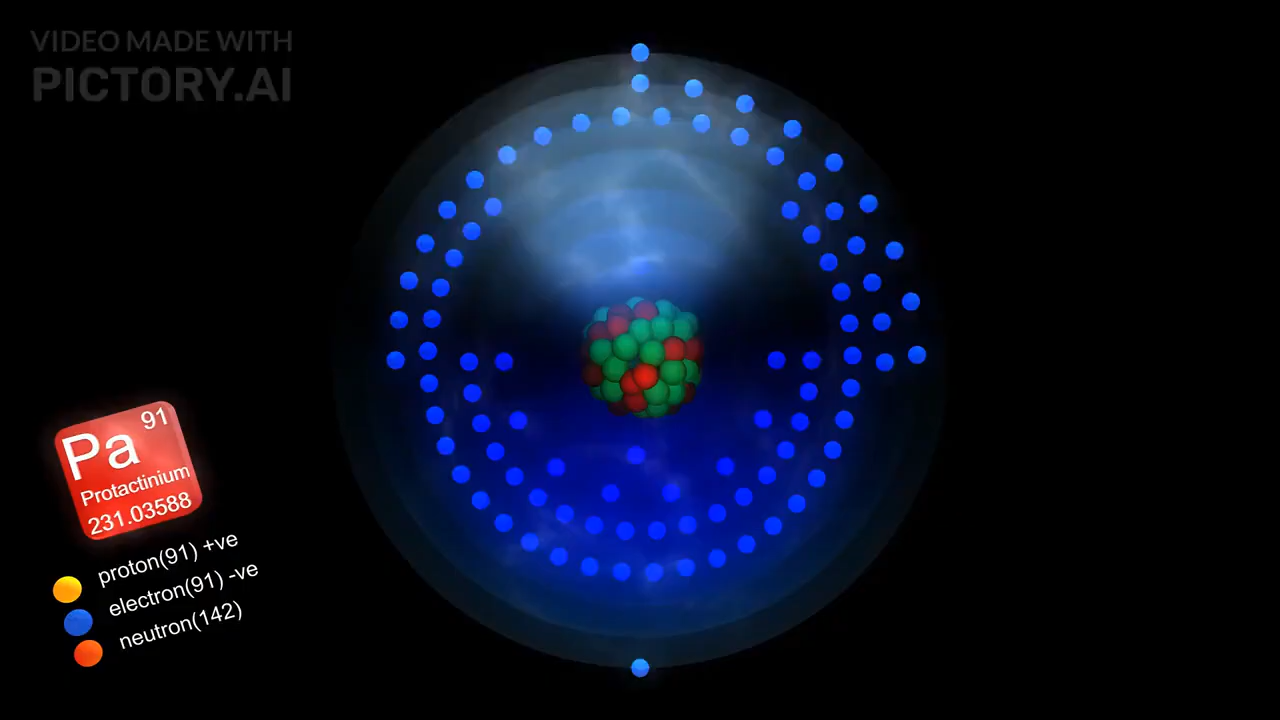 VIDEO MADE WITH
PICTORY.AI
91
Pa
Protactinium
231.03588
proton(91) +ve
electron(91) -ve
neutron(142)